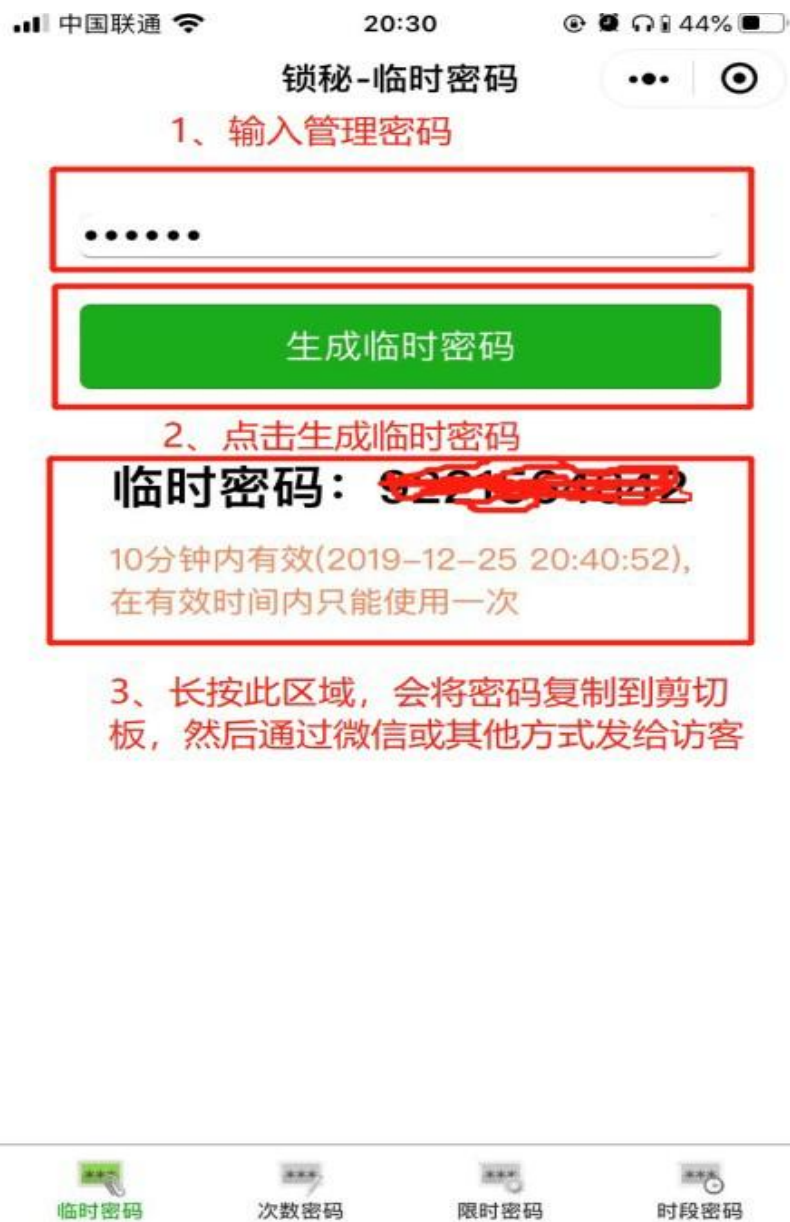 中国联通 20:30 44%
锁秘-临时密码
1、输入管理密码
••••••
生成临时密码
2、点击生成临时密码
临时密码：
10分钟内有效(2019-12-25 20:40:52),
在有效时间内只能使用一次
3、长按此区域，会将密码复制到剪切
板，然后通过微信或其他方式发给访客
临时密码 次数密码 限时密码 时段密码